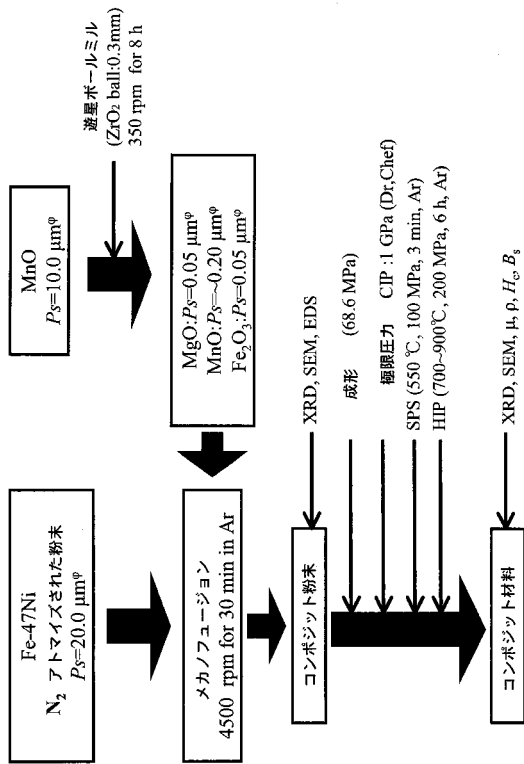 Fe-47Ni
N₂ アトマイズされた粉末
Ps=20.0 μmφ
MnO
Ps=10.0 μmφ
遊星ボールミル
(ZrO₂ ball:0.3mm)
350 rpm for 8 h
メカノフュージョン
4500 rpm for 30 min in Ar
MgO:Ps=0.05 μmφ
MnO:Ps=~0.20 μmφ
Fe₂O₃:Ps=0.05 μmφ
コンポジット粉末
XRD, SEM, EDS
成形 (68.6 MPa)
極限圧力 CIP :1 GPa (Dr,Chef)
SPS (550 ℃, 100 MPa, 3 min, Ar)
HIP (700~900℃, 200 MPa, 6 h, Ar)
コンポジット材料
XRD, SEM, μ, ρ, Hc, Bs